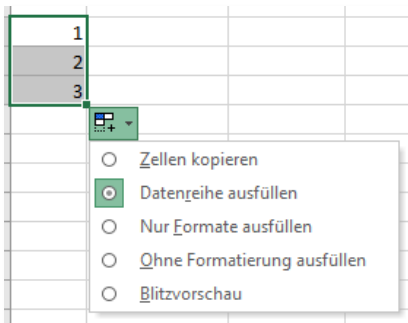 1
2
3
Zellen kopieren
Datenreihe ausfüllen
Nur Formate ausfüllen
Ohne Formatierung ausfüllen
Blitzvorschau